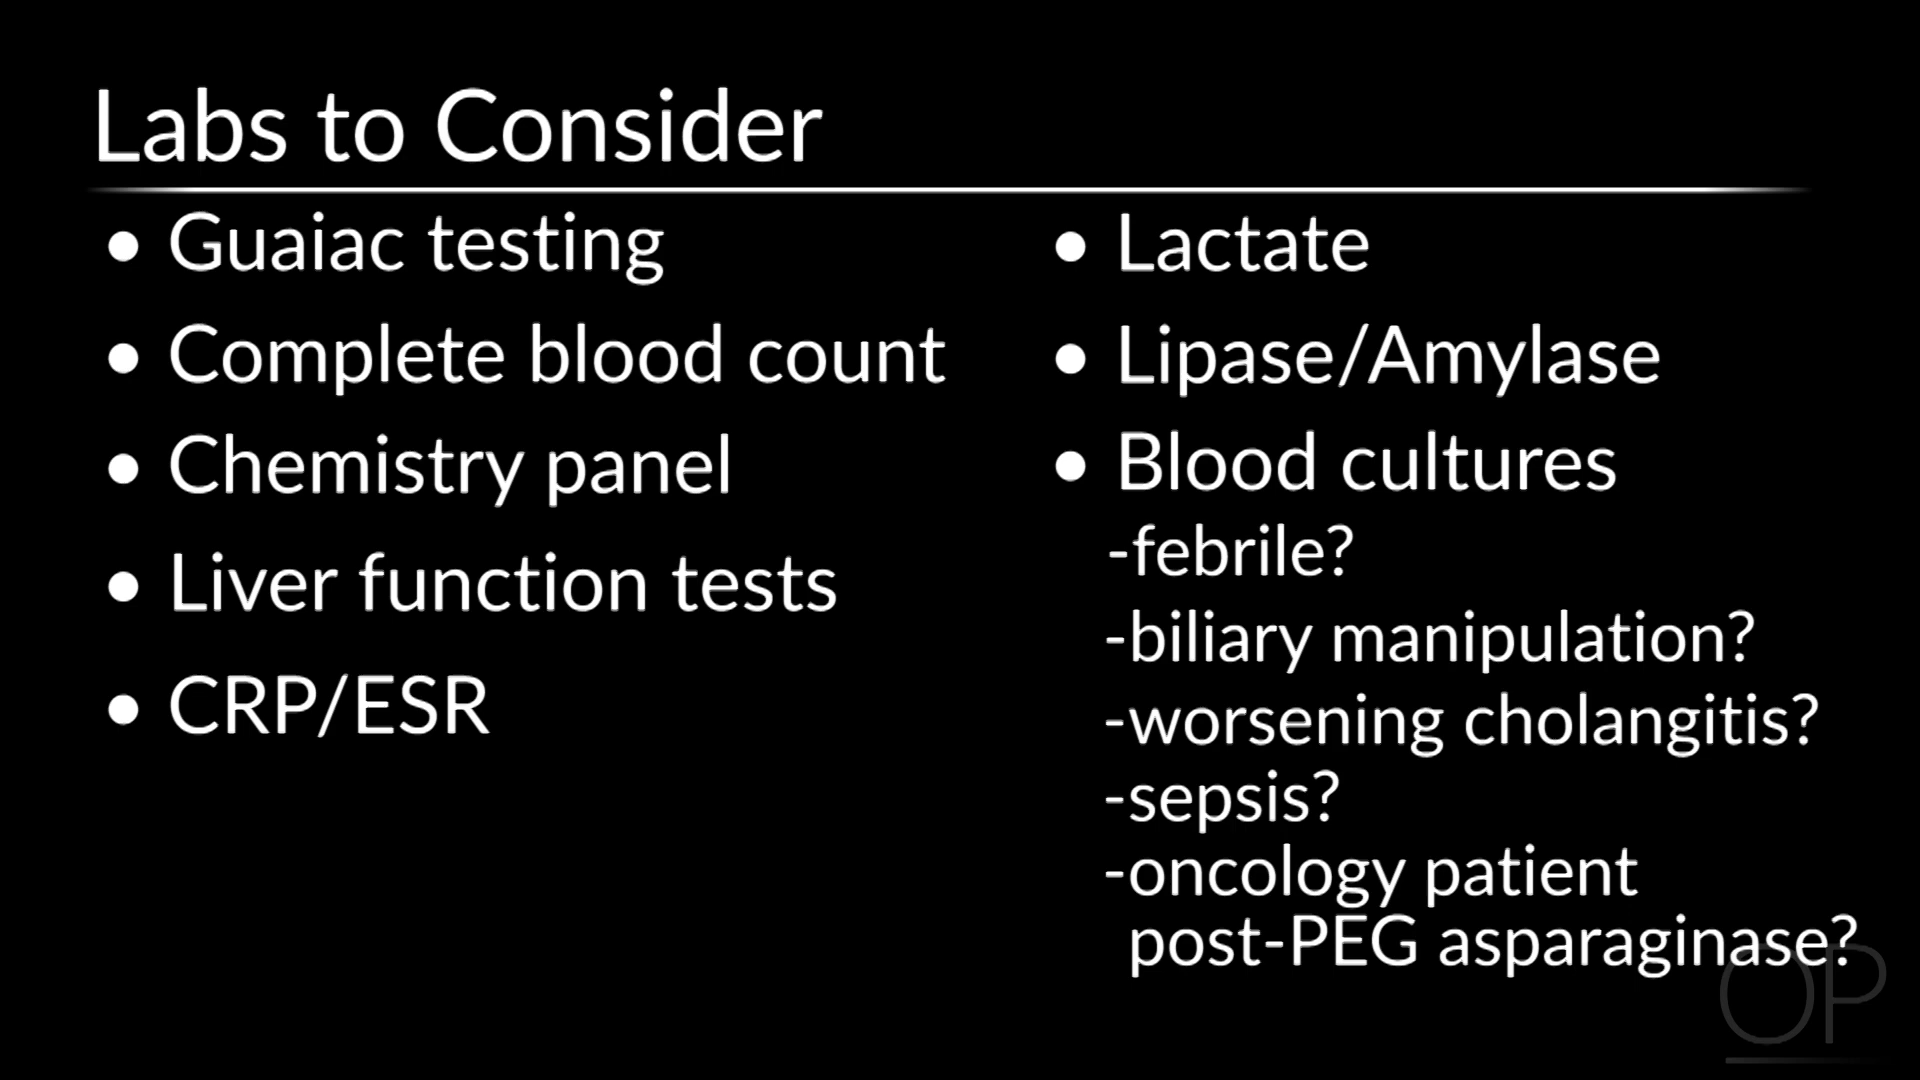 Labs to Consider
• Guaiac testing
• Complete blood count
• Chemistry panel
• Liver function tests
• CRP/ESR
• Lactate
• Lipase/Amylase
• Blood cultures
-febrile?
-biliary manipulation?
-worsening cholangitis?
-sepsis?
-oncology patient
post-PEG asparaginase?
OP